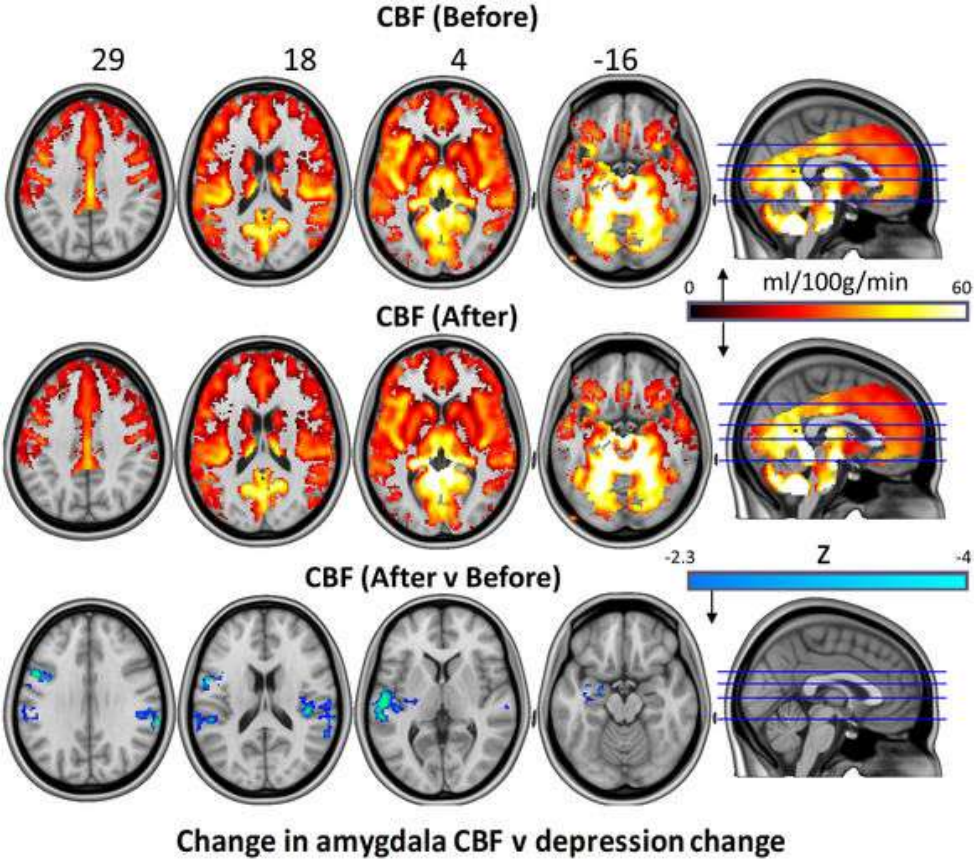 CBF (Before)
29 18 4 -16
0 ml/100g/min 60
CBF (After)
-2.3 Z -4
CBF (After v Before)
Change in amygdala CBF v depression change